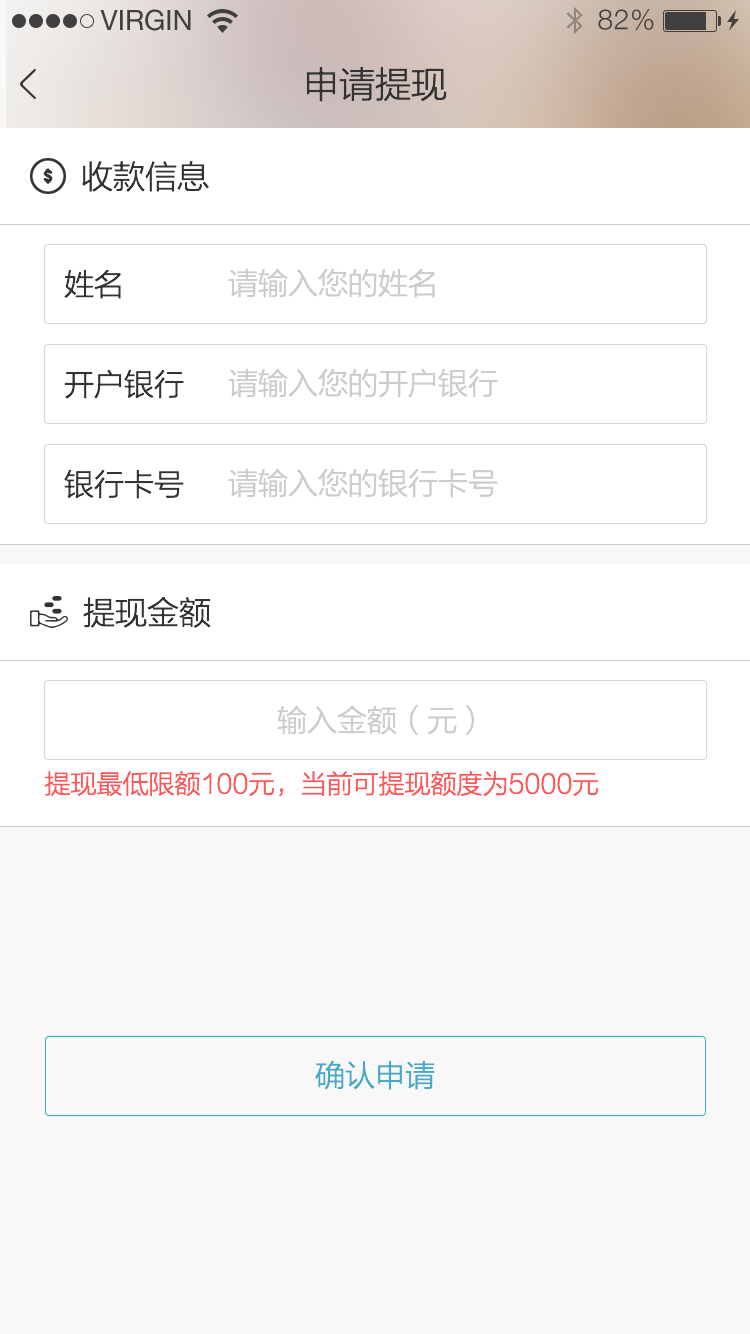 VIRGIN 82%
申请提现
收款信息
姓名 请输入您的姓名
开户银行 请输入您的开户银行
银行卡号 请输入您的银行卡号
提现金额
输入金额（元）
提现最低限额100元，当前可提现额度为5000元
确认申请